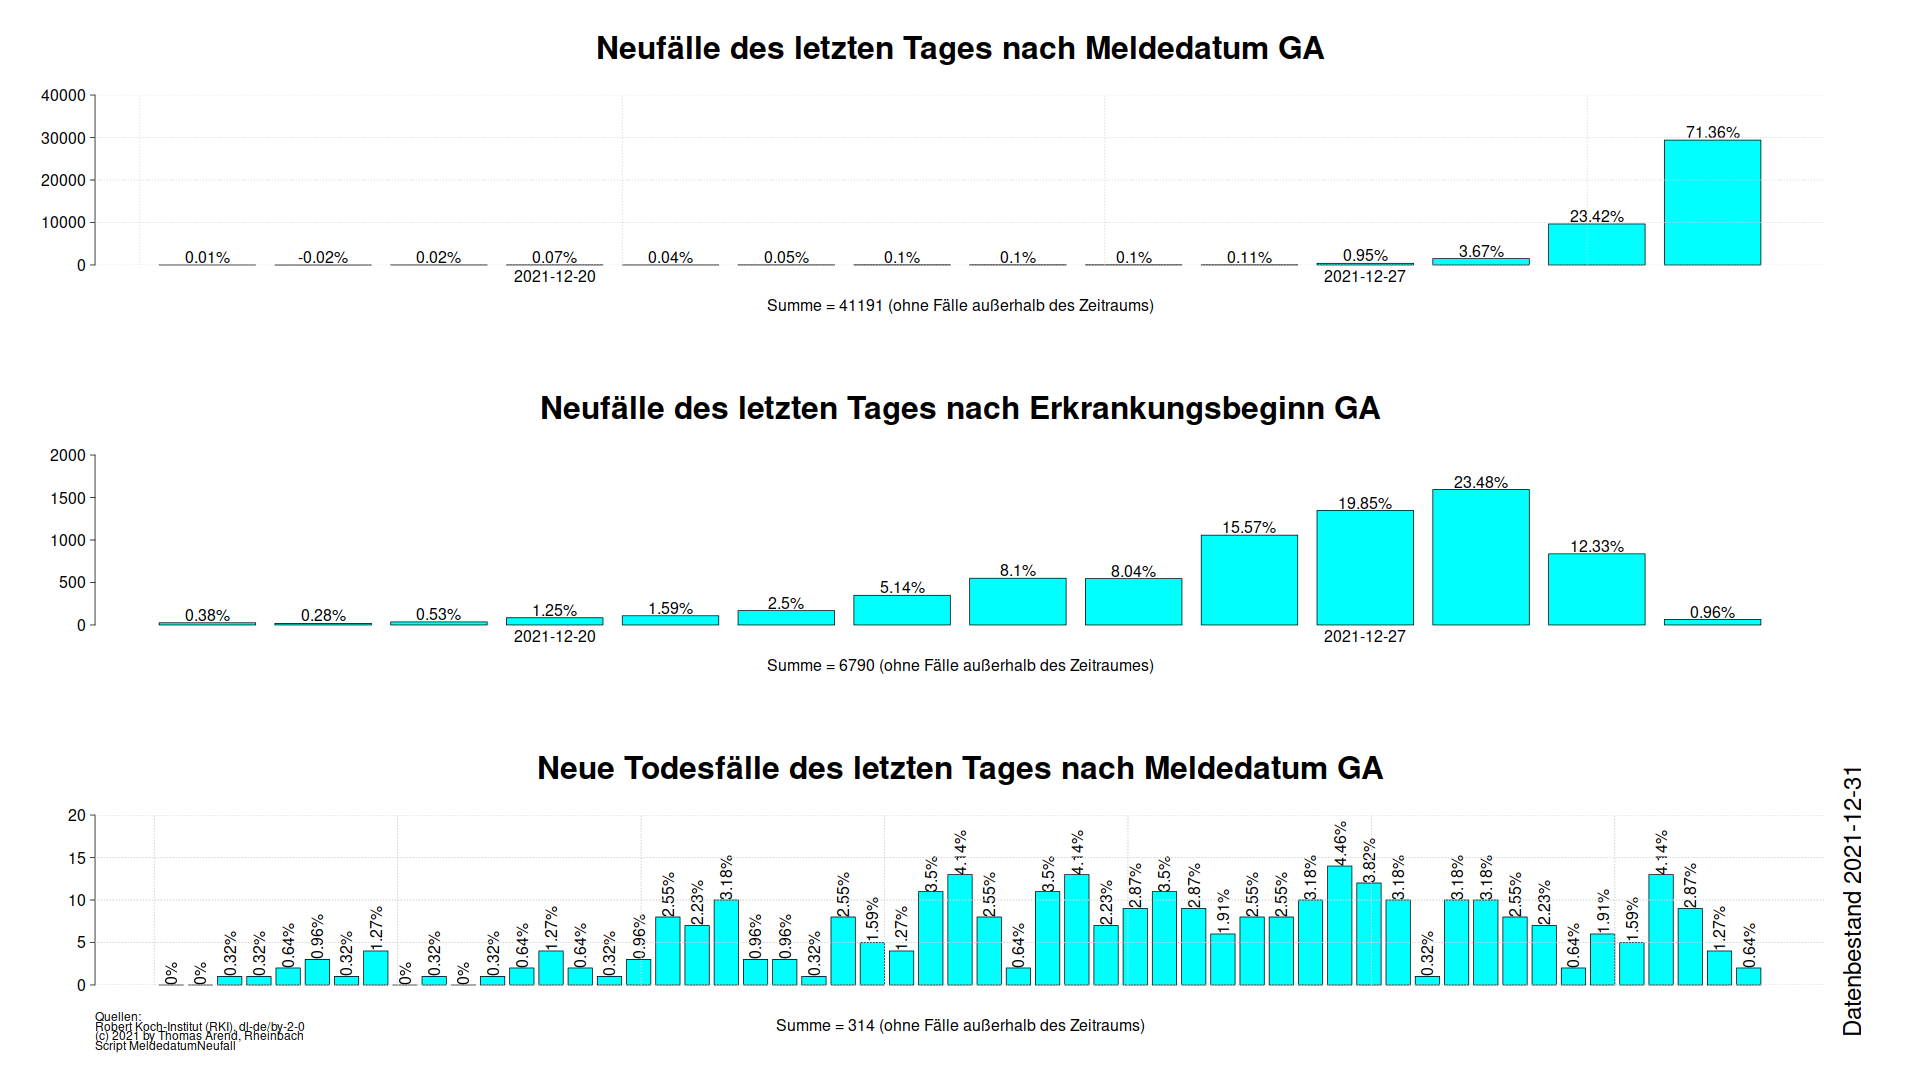 Neufälle des letzten Tages nach Meldedatum GA
40000
30000
20000
10000
0
0.01% -0.02% 0.02% 0.07% 0.04% 0.05% 0.1% 0.1% 0.1% 0.11% 0.95% 3.67% 23.42% 71.36%
2021-12-20 2021-12-27
Summe = 41191 (ohne Fälle außerhalb des Zeitraums)
Neufälle des letzten Tages nach Erkrankungsbeginn GA
2000
1500
1000
500
0
0.38% 0.28% 0.53% 1.25% 1.59% 2.5% 5.14% 8.1% 8.04% 15.57% 19.85% 23.48% 12.33% 0.96%
2021-12-20 2021-12-27
Summe = 6790 (ohne Fälle außerhalb des Zeitraumes)
Neue Todesfälle des letzten Tages nach Meldedatum GA
20
15
10
5
0
0% 0% 0.32% 0.32% 0.64% 0.96% 0.32% 1.27% 0% 0.32% 0% 0.32% 0.64% 1.27% 0.64% 0.32% 0.96% 2.55% 2.23% 3.18% 0.96% 0.96% 0.32% 2.55% 1.59% 1.27% 3.5% 4.14% 2.55% 0.64% 3.5% 4.14% 2.23% 2.87% 3.5% 2.87% 1.91% 2.55% 2.55% 3.18% 4.46% 3.82% 3.18% 0.32% 3.18% 3.18% 2.55% 2.23% 0.64% 1.91% 1.59% 4.14% 2.87% 1.27% 0.64%
Summe = 314 (ohne Fälle außerhalb des Zeitraums)
Quellen:
Robert Koch-Institut (RKI), dl-de/by-2-0
(c) 2021 by Thomas Arend, Rheinbach
Script MeldedatumNeufall
Datenbestand 2021-12-31